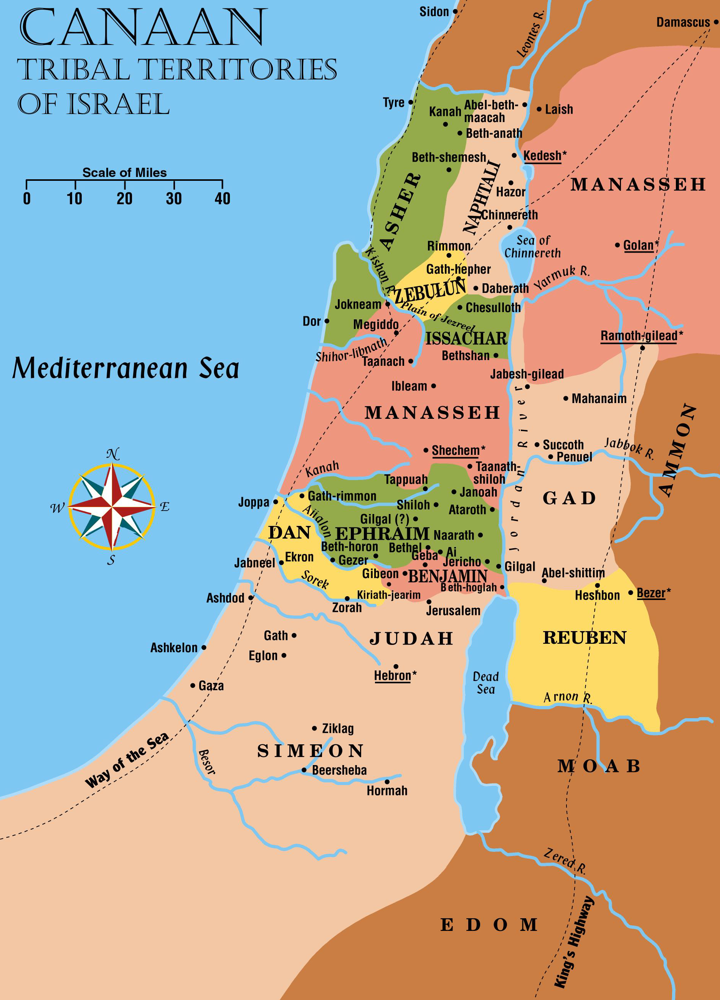 CANAAN
TRIBAL TERRITORIES
OF ISRAEL
Sidon
Leontes R.
Damascus
Tyre
Kanah
Abel-beth-
maacah
Laish
Beth-anath
Beth-shemesh
Kedesh*
Scale of Miles
0 10 20 30 40
ASHER
NAPHTALI
Hazor
MANASSEH
Chinnereth
Sea of
Chinnereth
Rimmon
Golan*
Kishon R.
Gath-hepher
Yarmuk R.
ZEBULUN
Daberath
Jokneam
Plain of Jezreel
Chesulloth
Dor
Megiddo
ISSACHAR
Ramoth-gilead*
Shihor-libnath
Mediterranean Sea
Taanach
Bethshan
Jabesh-gilead
Ibleam
Mahanaim
MANASSEH
Jordan River
AMMON
Shechem*
Succoth
Jabbok R.
Penuel
Kanah
Taanath-
shiloh
Tappuah
N
W
E
S
Gath-rimmon
Janoah
GAD
Joppa
Shiloh
Ataroth
Aijalon
Gilgal (?)
DAN
EPHRAIM
Naarath
Beth-horon
Bethel
Ai
Jabneel
Ekron
Gezer
Geba
Jericho
Gilgal
Sorek
Gibeon
BENJAMIN
Abel-shittim
Kiriath-jearim
Beth-hoglah
Heshbon
Bezer*
Ashdod
Zorah
Jerusalem
Gath
JUDAH
REUBEN
Ashkelon
Eglon
Hebron*
Dead
Sea
Gaza
Arnon R.
Ziklag
Way of the Sea
SIMEON
Besor
Beersheba
MOAB
Hormah
Zered R.
EDOM
King's Highway